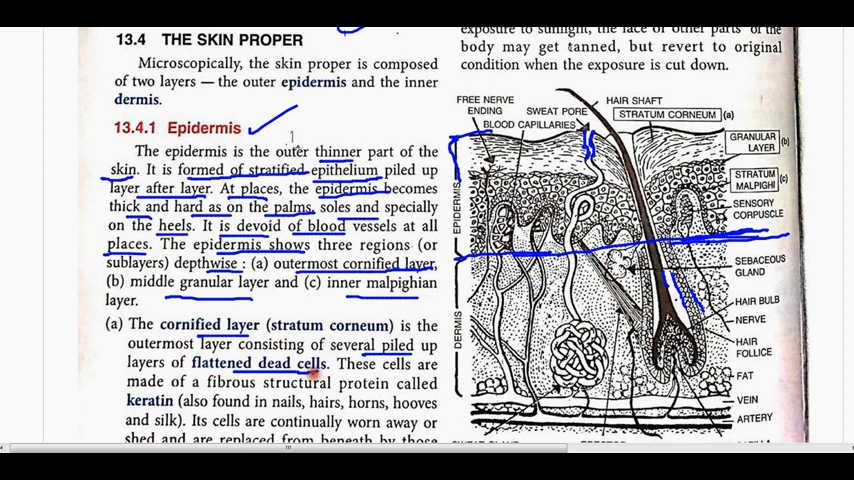 13.4 THE SKIN PROPER
Microscopically, the skin proper is composed
of two layers — the outer epidermis and the inner
dermis.
13.4.1 Epidermis
The epidermis is the outer thinner part of the
skin. It is formed of stratified epithelium piled up
layer after layer. At places, the epidermis becomes
thick and hard as on the palms, soles and specially
on the heels. It is devoid of blood vessels at all
places. The epidermis shows three regions (or
sublayers) depthwise : (a) outermost cornified layer,
(b) middle granular layer and (c) inner malpighian
layer.
(a) The cornified layer (stratum corneum) is the
outermost layer consisting of several piled up
layers of flattened dead cells. These cells are
made of a fibrous structural protein called
keratin (also found in nails, hairs, horns, hooves
and silk). Its cells are continually worn away or
shed and are replaced from beneath by those
exposure to sunlight, the face or other parts of the
body may get tanned, but revert to original
condition when the exposure is cut down.
FREE NERVE
ENDING
SWEAT PORE
BLOOD CAPILLARIES
HAIR SHAFT
STRATUM CORNEUM (a)
GRANULAR
LAYER (b)
STRATUM
MALPIGHI (c)
SENSORY
CORPUSCLE
SEBACEOUS
GLAND
HAIR BULB
NERVE
HAIR
FOLLICE
FAT
VEIN
ARTERY
EPIDERMIS
DERMIS
SWEAT GLAND